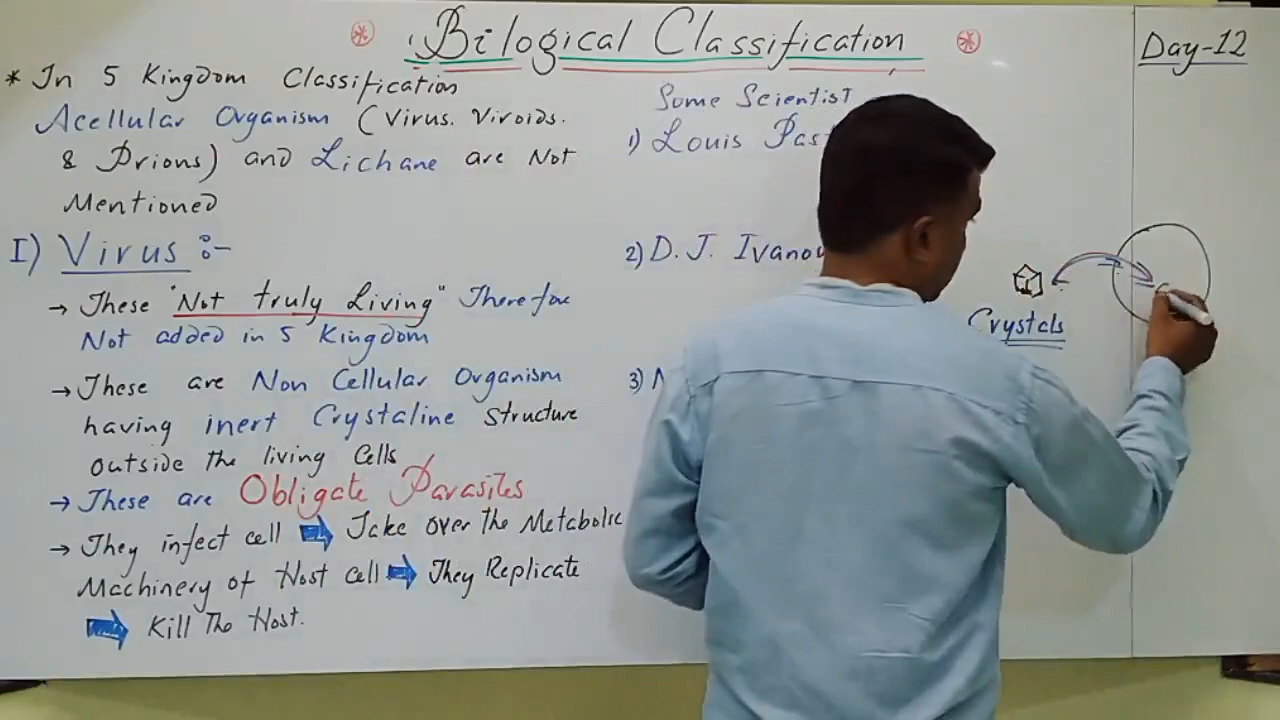 Bilogical Classification
Day-12
* In 5 Kingdom Classification
Acellular Organism (Virus. Viroids.
& Prions) and Lichane are Not
Mentioned
I) Virus :-
→ These "Not truly Living" Therefore
Not added in 5 Kingdom
→ These are Non Cellular Organism
having inert Crystaline Structure
outside the living Cells
→ These are Obligate Parasites
→ They infect cell ➡ Take over the Metabolic
Machinery of Host cell ➡ They Replicate
➡ Kill The Host.
Some Scientist
1) Louis Past
2) D. J. Ivano
3)
Crystals